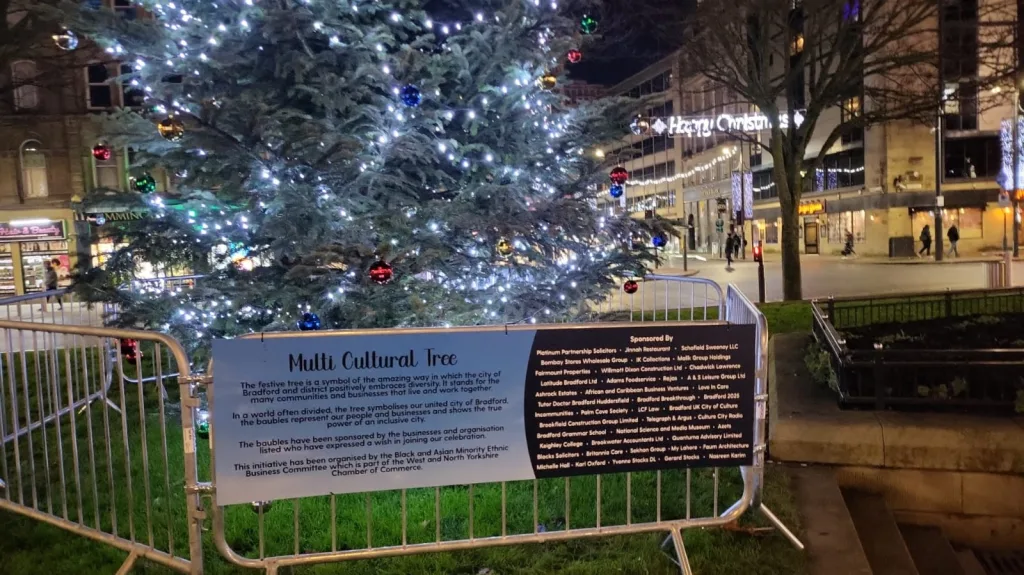 Happy Christmas
Multi Cultural Tree
The festive tree is a symbol of the amazing way in which the city of
Bradford and district positively embraces diversity. It stands for the
many communities and businesses that live and work together.
In a world often divided, the tree symbolises our united city of Bradford,
the baubles represent our people and businesses and shows the true
power of an inclusive city.
The baubles have been sponsored by the businesses and organisation
listed who have expressed a wish in joining our celebration.
This initiative has been organised by the Black and Asian Minority Ethnic
Business Committee which is part of the West and North Yorkshire
Chamber of Commerce.
Sponsored By
Platinum Partnership Solicitors • Jinnah Restaurant • Schofield Sweeney LLC
Bombay Stores Wholesale Group • IK Collections • Malik Group Holdings
Fairmount Properties • Willmott Dixon Construction Ltd • Chadwick Lawrence
Latitude Bradford Ltd • Adams Foodservice • Rajas • A & S Leisure Group Ltd
Ashrock Estates • African and Caribbean Business Ventures • Love in Care
Tutor Doctor Bradford Huddersfield • Bradford Breakthrough • Bradford 2025
Incommunities • Palm Cove Society • LCF Law • Bradford UK City of Culture
Brookfield Construction Group Limited • Telegraph & Argus • Culture City Radio
Bradford Grammar School • National Science and Media Museum •
Keighley College • Brookwater Accountants Ltd • Advisory Limited
Blacks Solicitors • Britannia Care • Sekhon Group • My Lahore • Faum Architecture
Michelle Hall • Karl Oxford • Yvonne Stocks DL • Gerard Stocks • Nasreen Karim